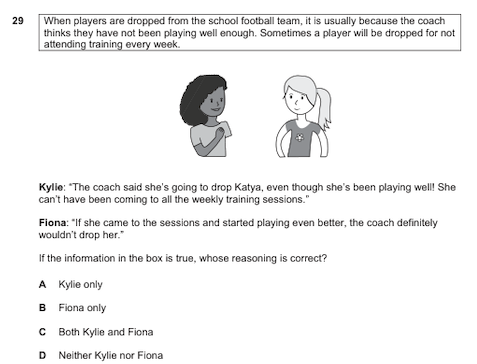 29 When players are dropped from the school football team, it is usually because the coach
thinks they have not been playing well enough. Sometimes a player will be dropped for not
attending training every week.
Kylie: "The coach said she's going to drop Katya, even though she's been playing well! She
can't have been coming to all the weekly training sessions."
Fiona: "If she came to the sessions and started playing even better, the coach definitely
wouldn't drop her."
If the information in the box is true, whose reasoning is correct?
A Kylie only
B Fiona only
C Both Kylie and Fiona
D Neither Kylie nor Fiona